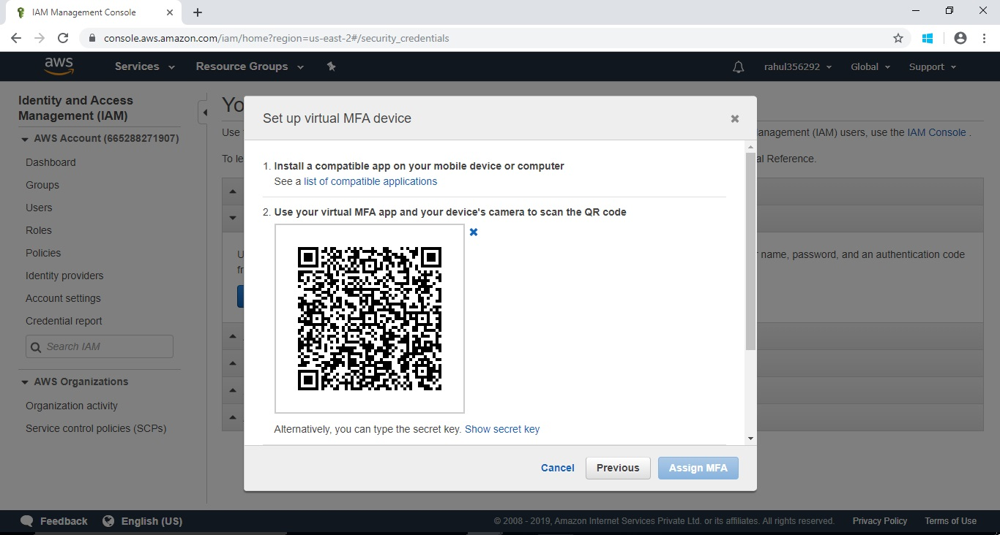 IAM Management Console
console.aws.amazon.com/iam/home?region=us-east-2#/security_credentials
aws
Services
Resource Groups
rahul356292
Global
Support
Identity and Access
Management (IAM)
AWS Account (665288271907)
Dashboard
Groups
Users
Roles
Policies
Identity providers
Account settings
Credential report
Search IAM
AWS Organizations
Organization activity
Service control policies (SCPs)
Yo
Use
anagement (IAM) users, use the IAM Console .
To le
al Reference.
name, password, and an authentication code
Set up virtual MFA device
1. Install a compatible app on your mobile device or computer
See a list of compatible applications
2. Use your virtual MFA app and your device's camera to scan the QR code
Alternatively, you can type the secret key. Show secret key
Cancel
Previous
Assign MFA
Feedback
English (US)
© 2008 - 2019, Amazon Internet Services Private Ltd. or its affiliates. All rights reserved.
Privacy Policy
Terms of Use